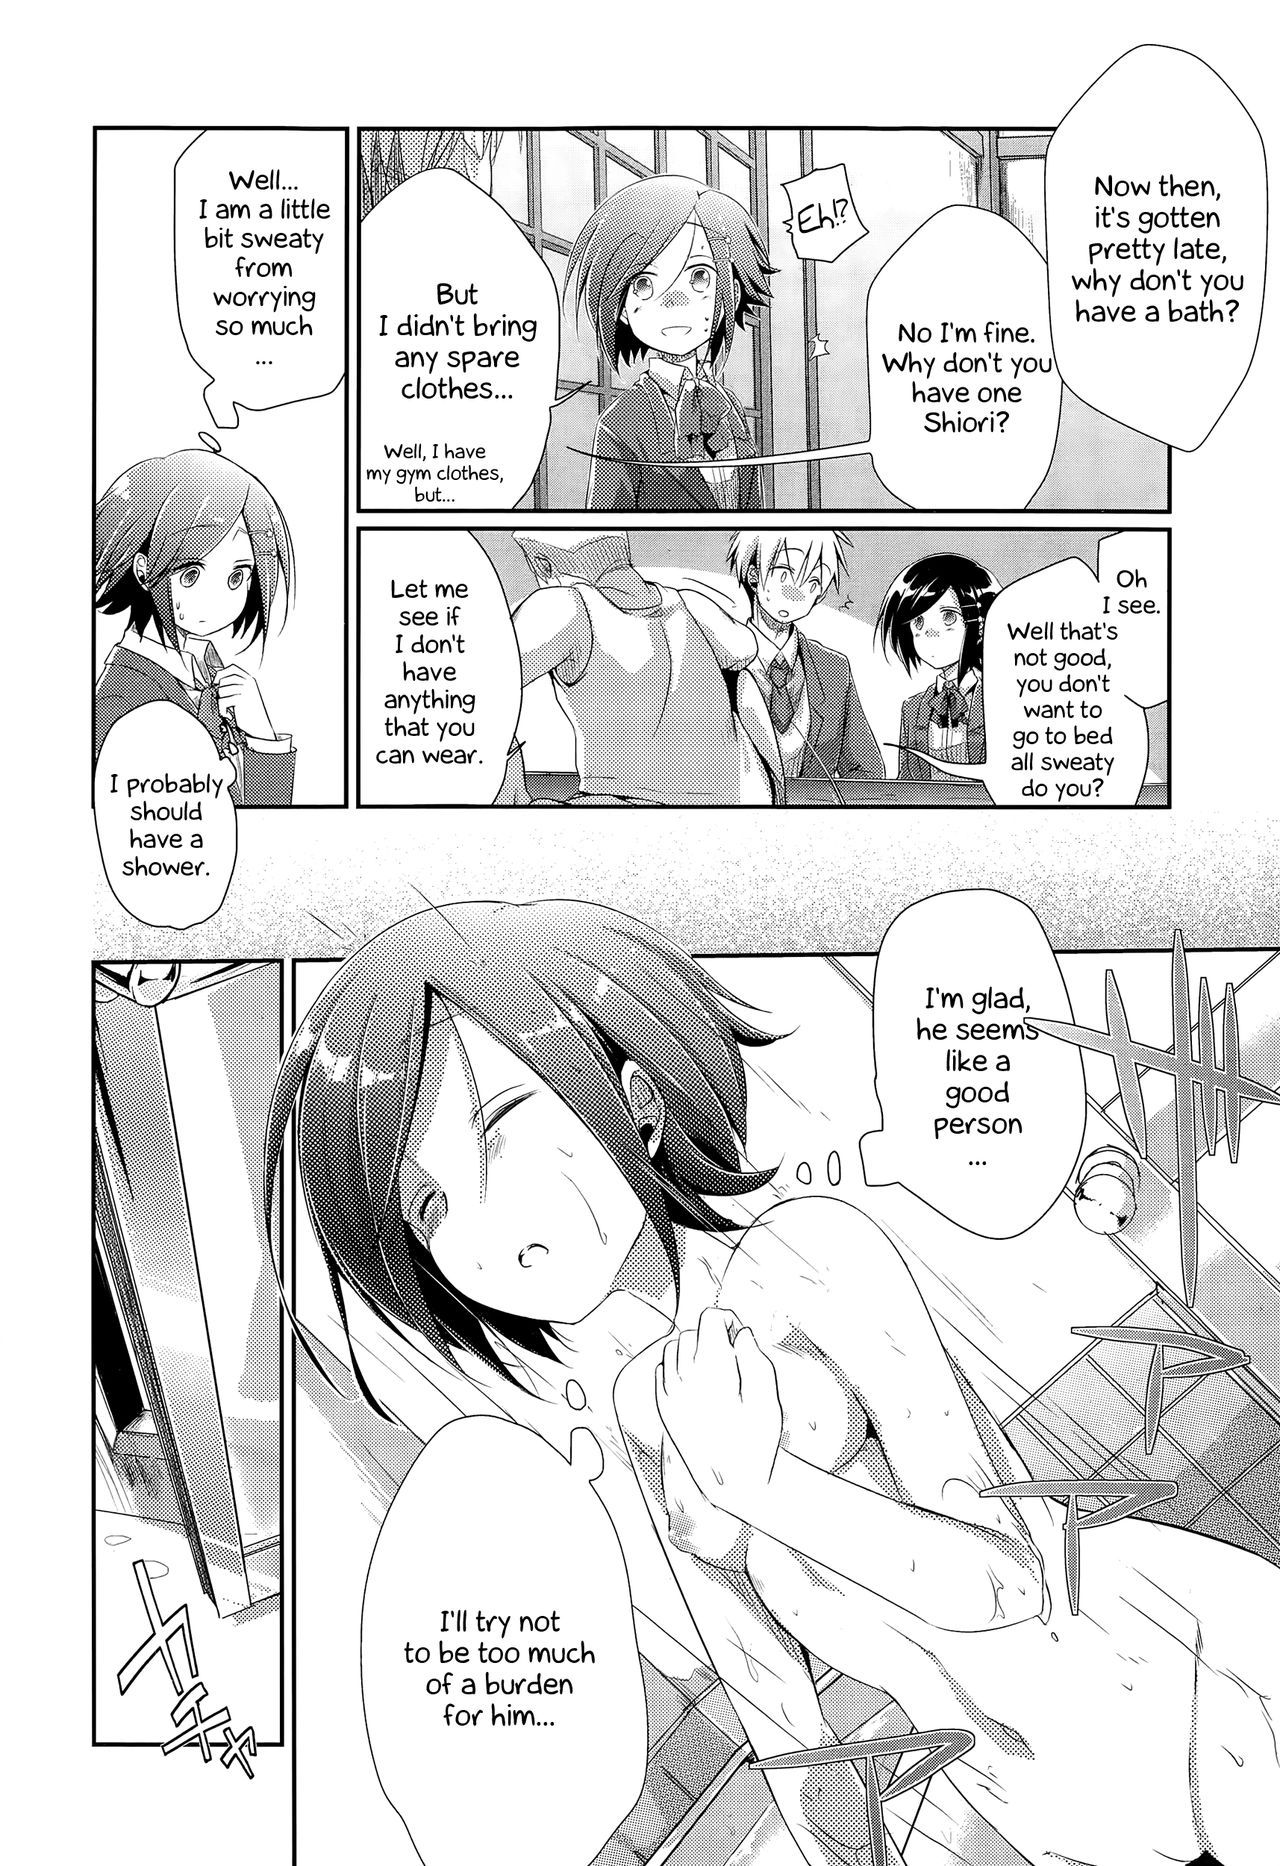 Now then,
it's gotten
pretty late,
why don't you
have a bath?
No I'm fine.
Why don't you
have one
Shiori?
Eh!?
But
I didn't bring
any spare
clothes...
Well, I have
my gym clothes,
but...
Oh
I see.
Well that's
not good,
you don't
want to
go to bed
all sweaty
do you?
Let me
see if
I don't
have
anything
that you
can wear.
Well...
I am a little
bit sweaty
from
worrying
so much
...
I probably
should
have a
shower.
I'm glad,
he seems
like a
good
person
...
I'll try not
to be too much
of a burden
for him...
ガチャ